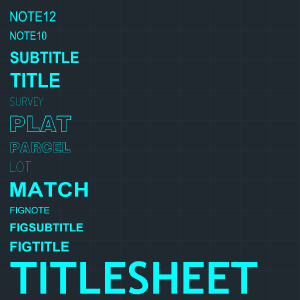 NOTE12
NOTE10
SUBTITLE
TITLE
SURVEY
PLAT
PARCEL
LOT
MATCH
FIGNOTE
FIGSUBTITLE
FIGTITLE
TITLESHEET